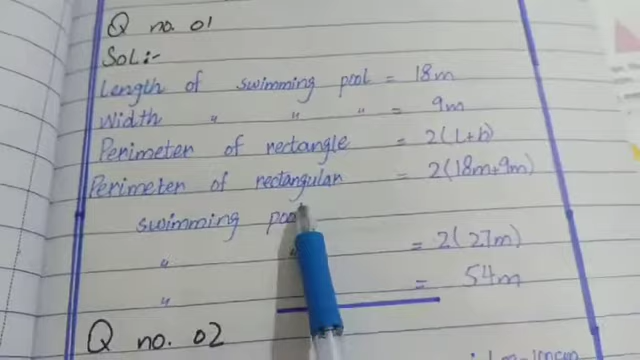 Q no. 01
Sol:-
Length of swimming pool = 18m
Width " " " = 9m
Perimeter of rectangle = 2(L+b)
Perimeter of rectangular = 2(18m+9m)
swimming pool
" " = 2(27m)
" = 54m
Q no. 02